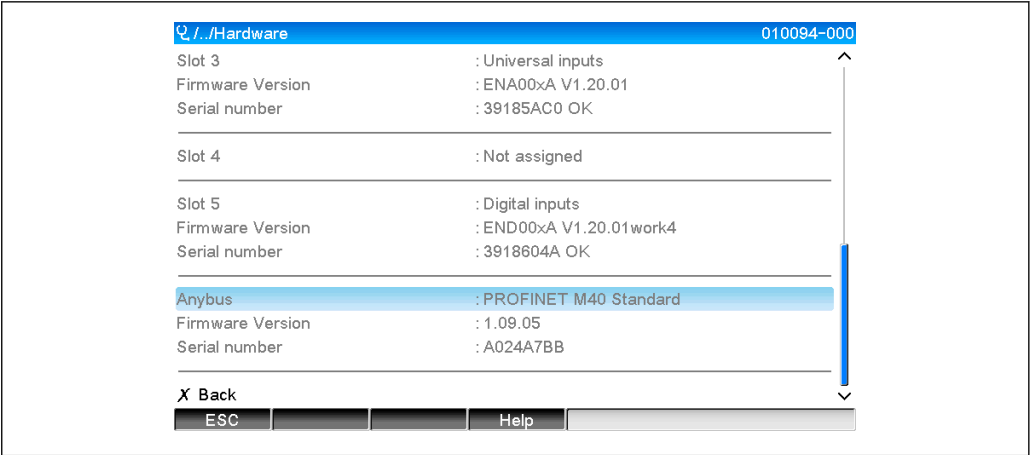 /../Hardware 010094-000
Slot 3 : Universal inputs
Firmware Version : ENA00xA V1.20.01
Serial number : 39185AC0 OK
Slot 4 : Not assigned
Slot 5 : Digital inputs
Firmware Version : END00xA V1.20.01work4
Serial number : 3918604A OK
Anybus : PROFINET M40 Standard
Firmware Version : 1.09.05
Serial number : A024A7BB
X Back
ESC Help